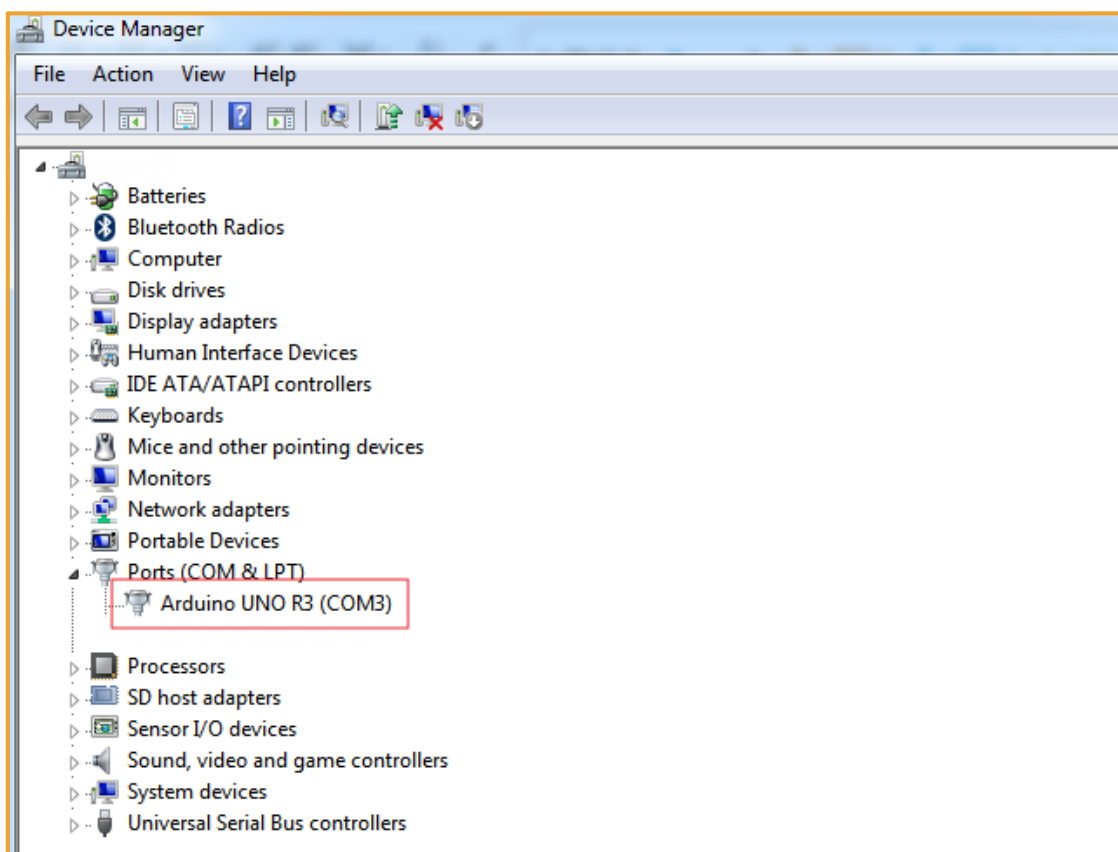 Device Manager
File Action View Help
Batteries
Bluetooth Radios
Computer
Disk drives
Display adapters
Human Interface Devices
IDE ATA/ATAPI controllers
Keyboards
Mice and other pointing devices
Monitors
Network adapters
Portable Devices
Ports (COM & LPT)
Arduino UNO R3 (COM3)
Processors
SD host adapters
Sensor I/O devices
Sound, video and game controllers
System devices
Universal Serial Bus controllers